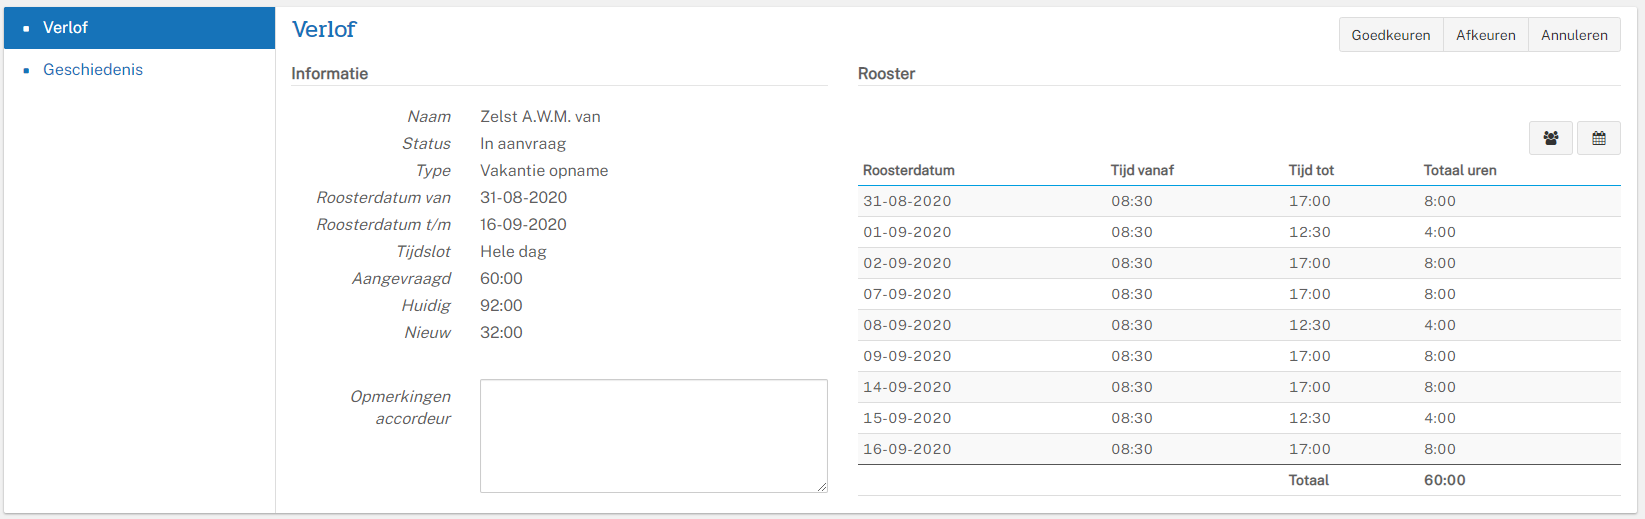 Verlof
Geschiedenis
Verlof
Goedkeuren Afkeuren Annuleren
Informatie
Naam Zelst A.W.M. van
Status In aanvraag
Type Vakantie opname
Roosterdatum van 31-08-2020
Roosterdatum t/m 16-09-2020
Tijdslot Hele dag
Aangevraagd 60:00
Huidig 92:00
Nieuw 32:00
Opmerkingen
accordeur
Rooster
Roosterdatum Tijd vanaf Tijd tot Totaal uren
31-08-2020 08:30 17:00 8:00
01-09-2020 08:30 12:30 4:00
02-09-2020 08:30 17:00 8:00
07-09-2020 08:30 17:00 8:00
08-09-2020 08:30 12:30 4:00
09-09-2020 08:30 17:00 8:00
14-09-2020 08:30 17:00 8:00
15-09-2020 08:30 12:30 4:00
16-09-2020 08:30 17:00 8:00
Totaal 60:00